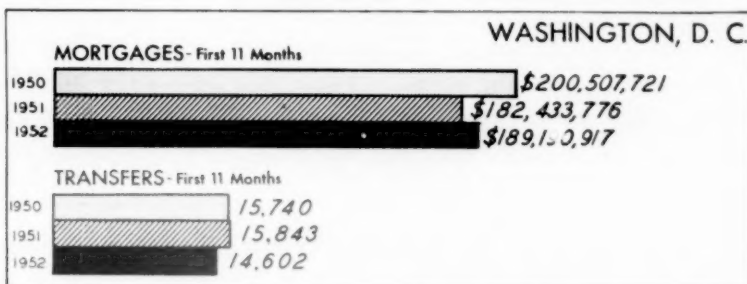 WASHINGTON, D. C.
MORTGAGES - First 11 Months
1950 $200,507,721
1951 $182,433,776
1952
TRANSFERS - First 11 Months
1950 15,740
1951 15,843
1952 14,602